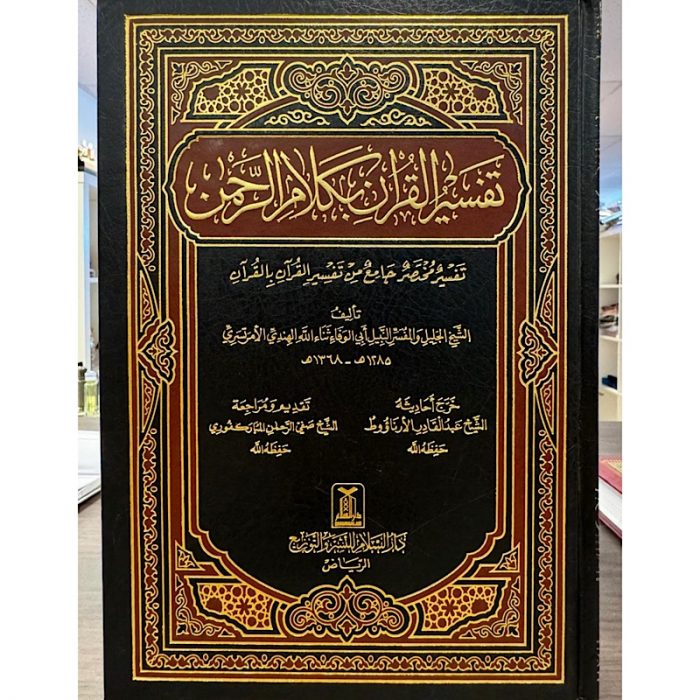 تفسير القرآن بكلام الرحمن
تفسير مختصر جامع من تفسير القرآن بالقرآن
تأليف
الشيخ الجليل والمفسر النبيل أبي الوفاء ثناء الله الهندي الأمرتسري
١٢٨٥هـ - ١٣٦٨هـ
خرج أحاديثه
الشيخ عبد القادر الأرناؤوط
حفظه الله
تقديم ومراجعة
الشيخ صفي الرحمن المباركفوري
حفظه الله
دار السلام
دار السلام للنشر والتوزيع
الرياض